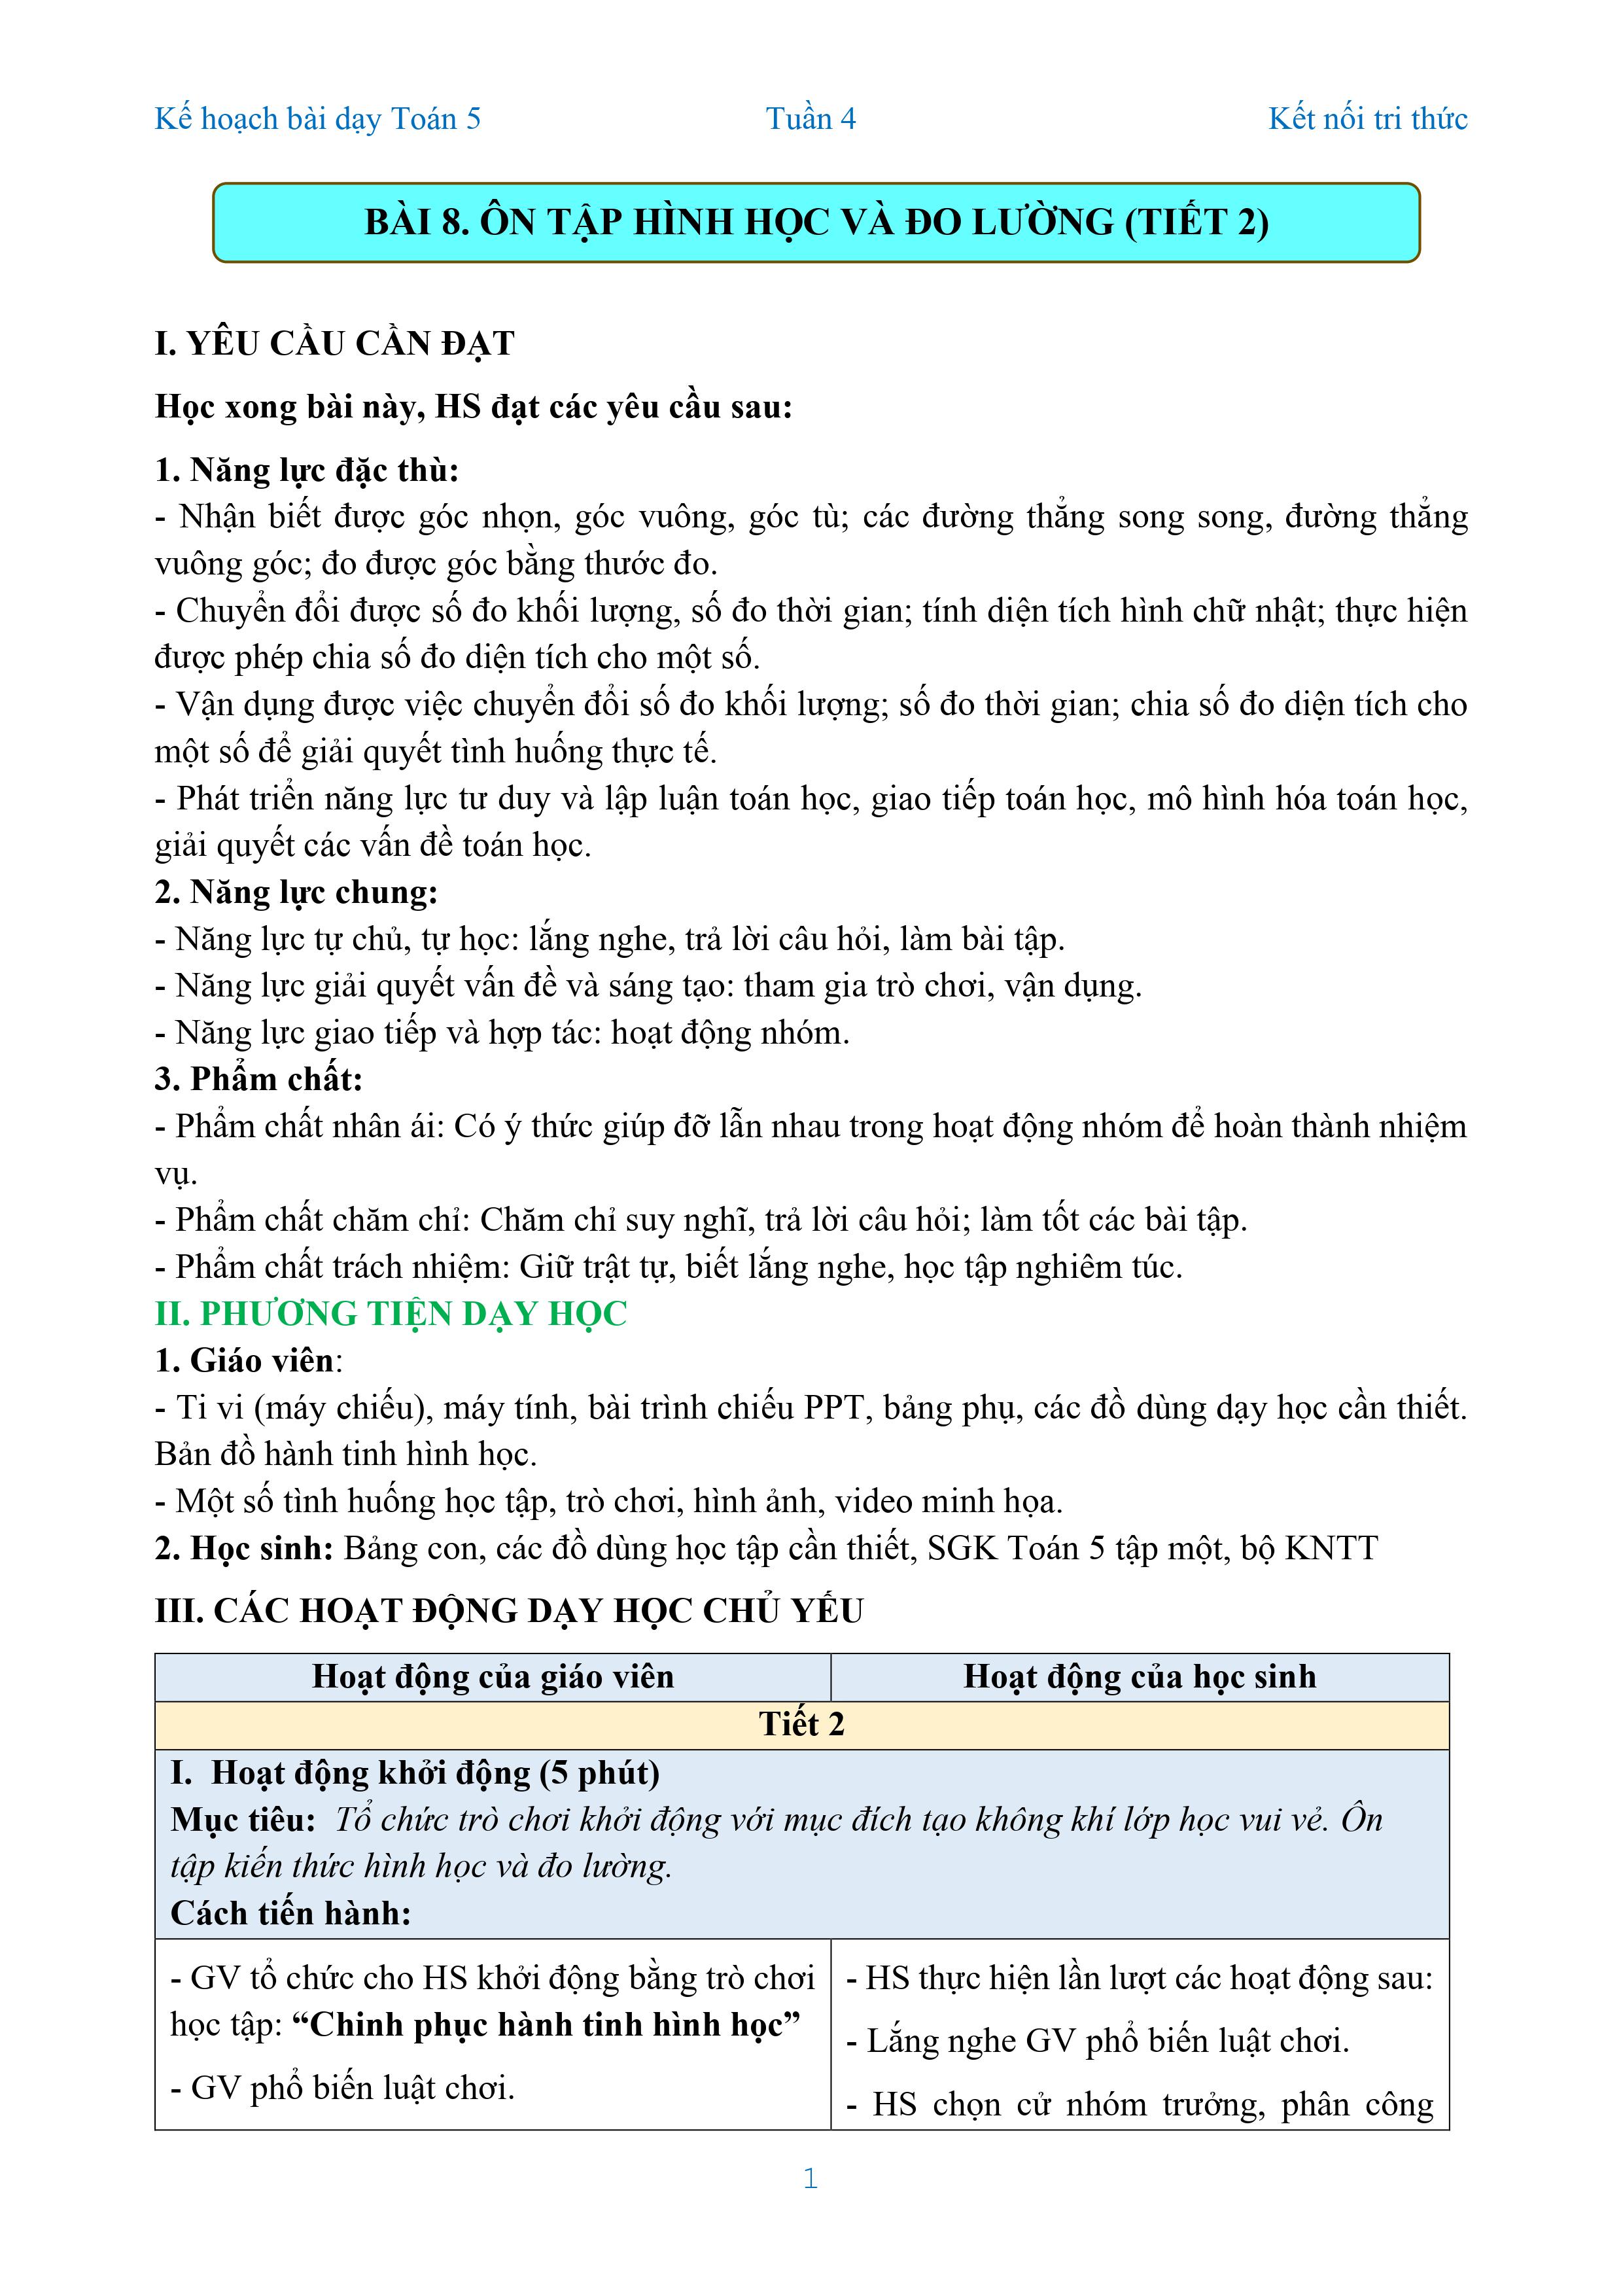 Kế hoạch bài dạy Toán 5 Tuần 4 Kết nối tri thức
BÀI 8. ÔN TẬP HÌNH HỌC VÀ ĐO LƯỜNG (TIẾT 2)
I. YÊU CẦU CẦN ĐẠT
Học xong bài này, HS đạt các yêu cầu sau:
1. Năng lực đặc thù:
- Nhận biết được góc nhọn, góc vuông, góc tù; các đường thẳng song song, đường thẳng
vuông góc; đo được góc bằng thước đo.
- Chuyển đổi được số đo khối lượng, số đo thời gian; tính diện tích hình chữ nhật; thực hiện
được phép chia số đo diện tích cho một số.
- Vận dụng được việc chuyển đổi số đo khối lượng; số đo thời gian; chia số đo diện tích cho
một số để giải quyết tình huống thực tế.
- Phát triển năng lực tư duy và lập luận toán học, giao tiếp toán học, mô hình hóa toán học,
giải quyết các vấn đề toán học.
2. Năng lực chung:
- Năng lực tự chủ, tự học: lắng nghe, trả lời câu hỏi, làm bài tập.
- Năng lực giải quyết vấn đề và sáng tạo: tham gia trò chơi, vận dụng.
- Năng lực giao tiếp và hợp tác: hoạt động nhóm.
3. Phẩm chất:
- Phẩm chất nhân ái: Có ý thức giúp đỡ lẫn nhau trong hoạt động nhóm để hoàn thành nhiệm
vụ.
- Phẩm chất chăm chỉ: Chăm chỉ suy nghĩ, trả lời câu hỏi; làm tốt các bài tập.
- Phẩm chất trách nhiệm: Giữ trật tự, biết lắng nghe, học tập nghiêm túc.
II. PHƯƠNG TIỆN DẠY HỌC
1. Giáo viên:
- Ti vi (máy chiếu), máy tính, bài trình chiếu PPT, bảng phụ, các đồ dùng dạy học cần thiết.
Bản đồ hành tinh hình học.
- Một số tình huống học tập, trò chơi, hình ảnh, video minh họa.
2. Học sinh: Bảng con, các đồ dùng học tập cần thiết, SGK Toán 5 tập một, bộ KNTT
III. CÁC HOẠT ĐỘNG DẠY HỌC CHỦ YẾU
Hoạt động của giáo viên Hoạt động của học sinh
Tiết 2
I. Hoạt động khởi động (5 phút)
Mục tiêu: Tổ chức trò chơi khởi động với mục đích tạo không khí lớp học vui vẻ. Ôn
tập kiến thức hình học và đo lường.
Cách tiến hành:
- GV tổ chức cho HS khởi động bằng trò chơi
học tập: “Chinh phục hành tinh hình học”
- GV phổ biến luật chơi.
- HS thực hiện lần lượt các hoạt động sau:
- Lắng nghe GV phổ biến luật chơi.
- HS chọn cử nhóm trưởng, phân công
1